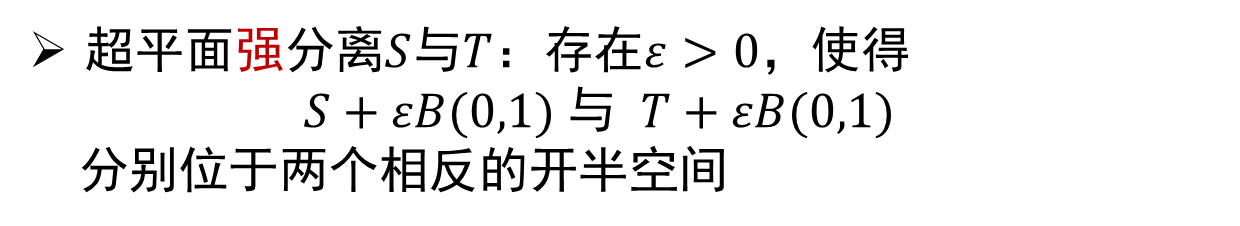 ➢ 超平面强分离𝑆与𝑇：存在𝜀 > 0，使得
𝑆 + 𝜀𝐵(0,1) 与 𝑇 + 𝜀𝐵(0,1)
分别位于两个相反的开半空间